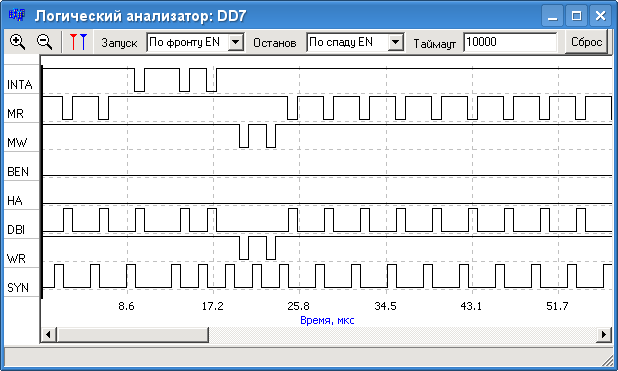 Логический анализатор: DD7
Запуск По фронту EN Останов По спаду EN Таймаут 10000 Сброс
INTA
MR
MW
BEN
HA
DBI
WR
SYN
8.6 17.2 25.8 34.5 43.1 51.7
Время, мкс